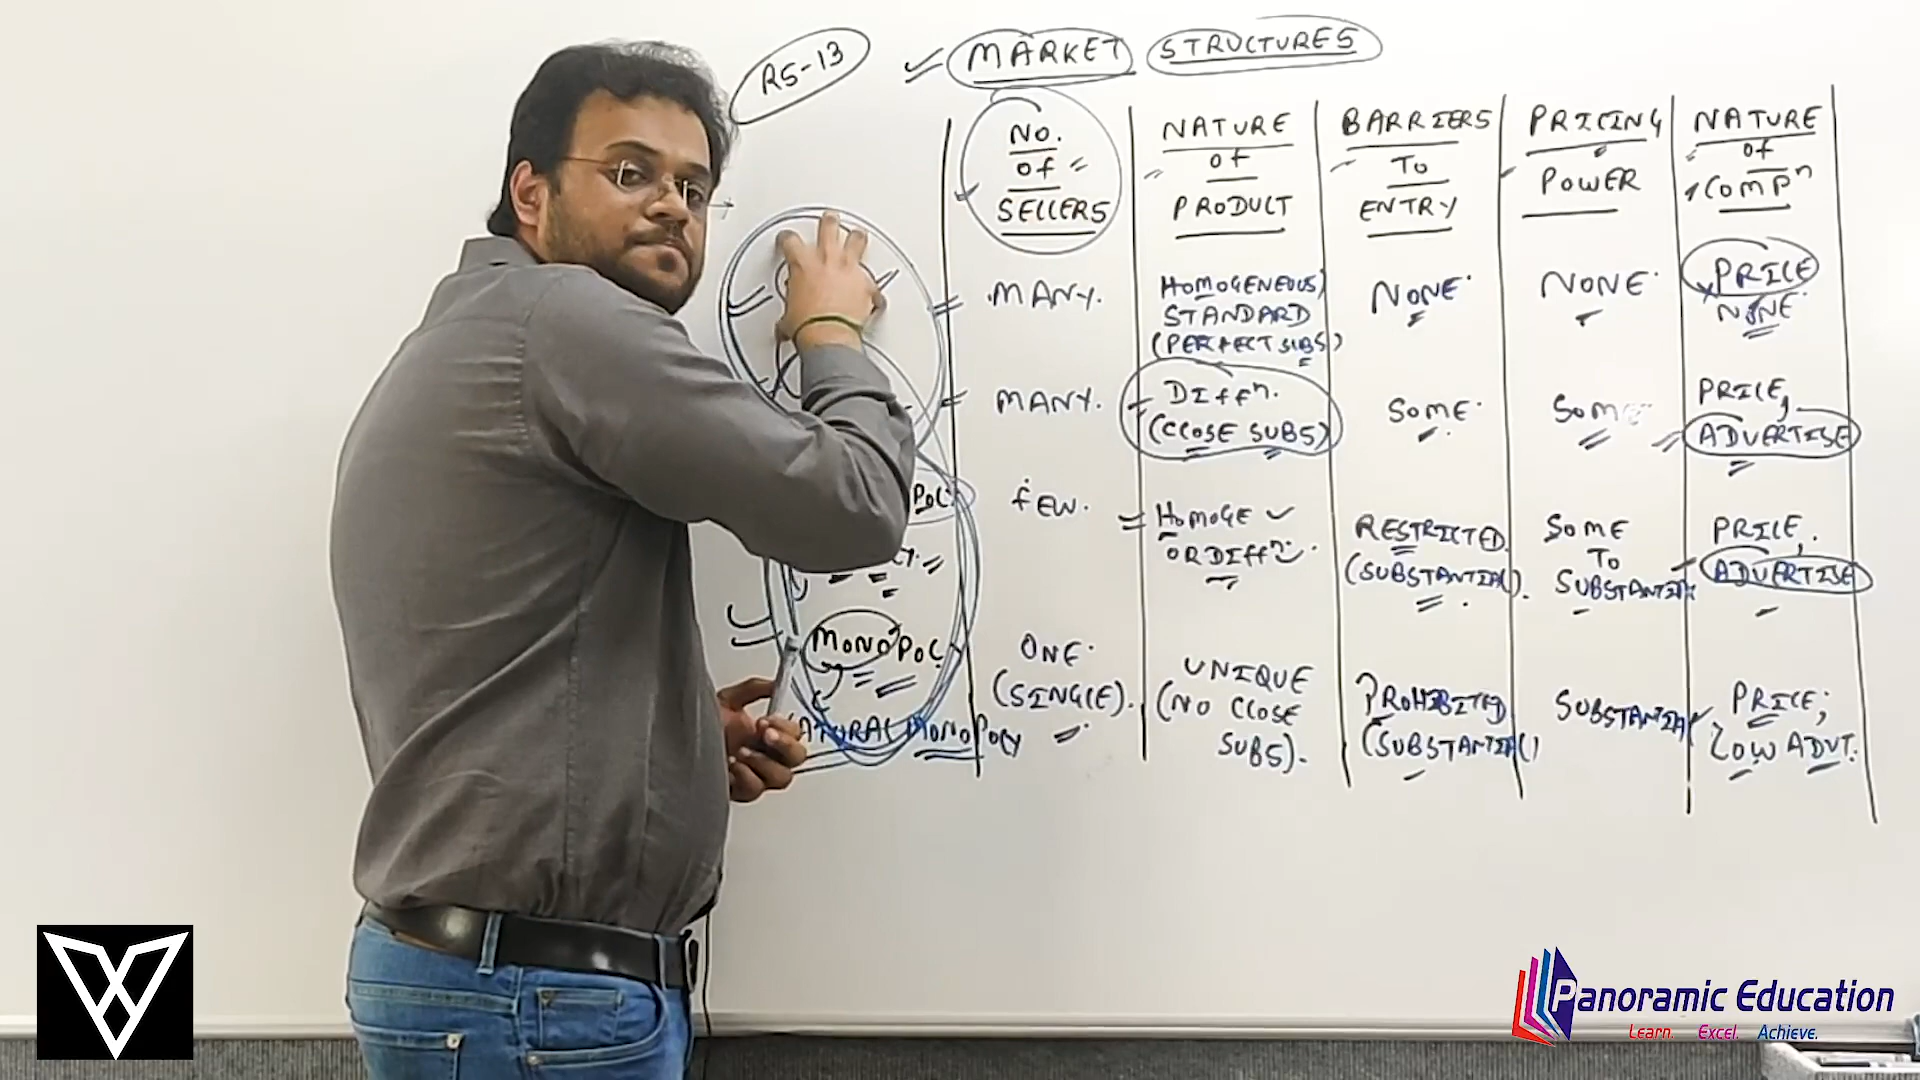 R5-13
MARKET STRUCTURES
NO.
OF
SELLERS
NATURE
OF
PRODUCT
BARRIERS
TO
ENTRY
PRICING
POWER
NATURE
OF
COMPn
MANY.
HOMOGENEOUS)
STANDARD
(PERFECT SUBS)
NONE.
NONE.
PRICE
NONE.
MANY.
DIFFn.
(CLOSE SUBS)
SOME.
SOME
PRICE,
ADVERTISE
POL
FEW.
HOMOGE
OR DIFFn.
RESTRICTED.
(SUBSTANTIAL).
SOME
TO
SUBSTANTIAL
PRICE,
ADVERTISE
MONOPOL
NATURAL MONOPOLY
ONE.
(SINGLE).
UNIQUE
(NO CLOSE
SUBS).
PROHIBITED
(SUBSTANTIAL)
SUBSTANTIAL
PRICE;
LOW ADVT.
Panoramic Education
Learn. Excel. Achieve.